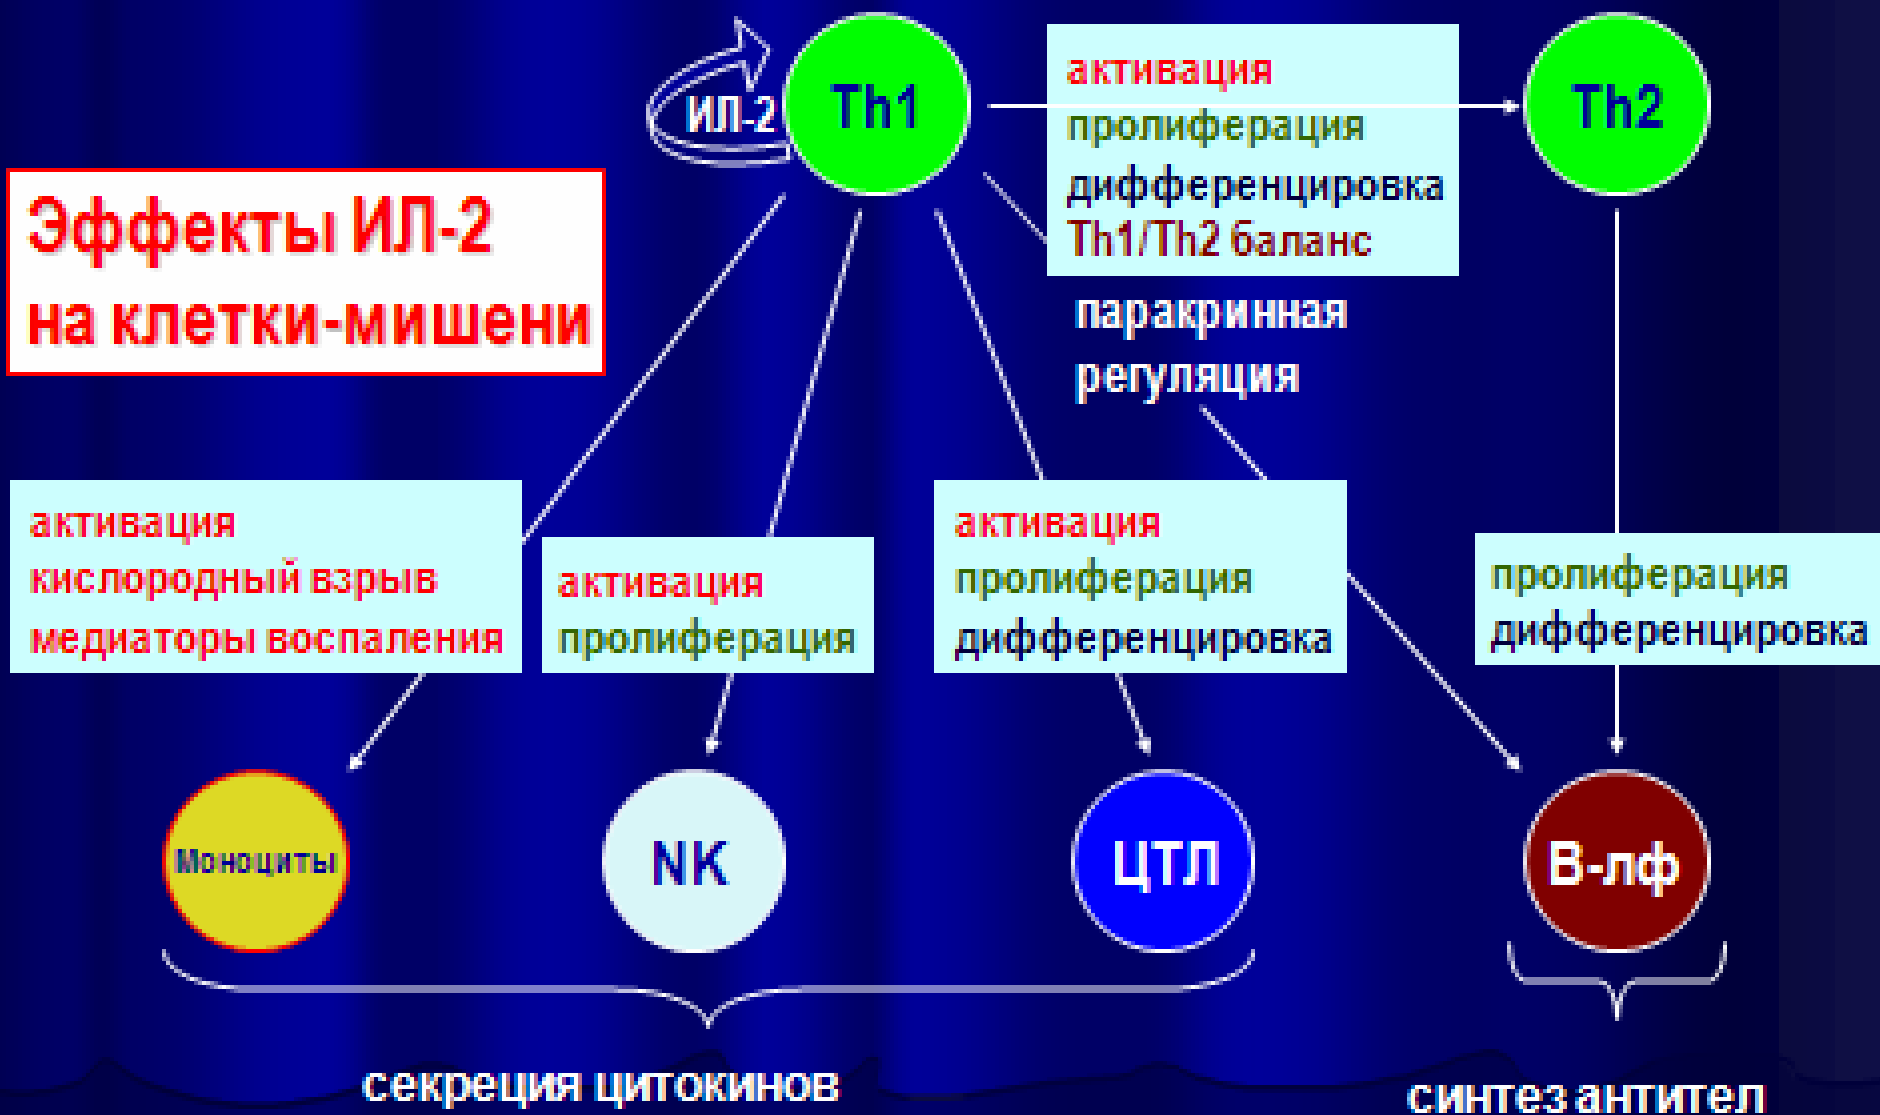 ИЛ-2
Th1
активация
пролиферация
дифференцировка
Th1/Th2 баланс
Th2
Эффекты ИЛ-2
на клетки-мишени
паракринная
регуляция
активация
кислородный взрыв
медиаторы воспаления
активация
пролиферация
активация
пролиферация
дифференцировка
пролиферация
дифференцировка
Моноциты
NK
ЦТЛ
В-лф
секреция цитокинов
синтез антител